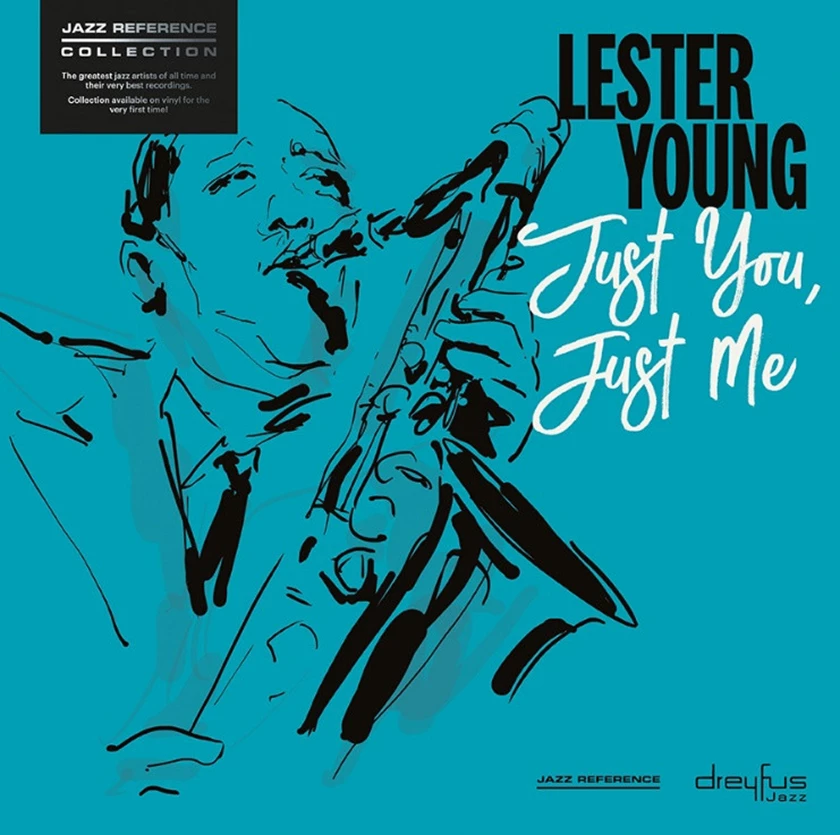 JAZZ REFERENCE
COLLECTION
The greatest jazz artists of all time and
their very best recordings.
Collection available on vinyl for the
very first time!
LESTER
YOUNG
Just You,
Just Me
JAZZ REFERENCE
dreyfus
Jazz